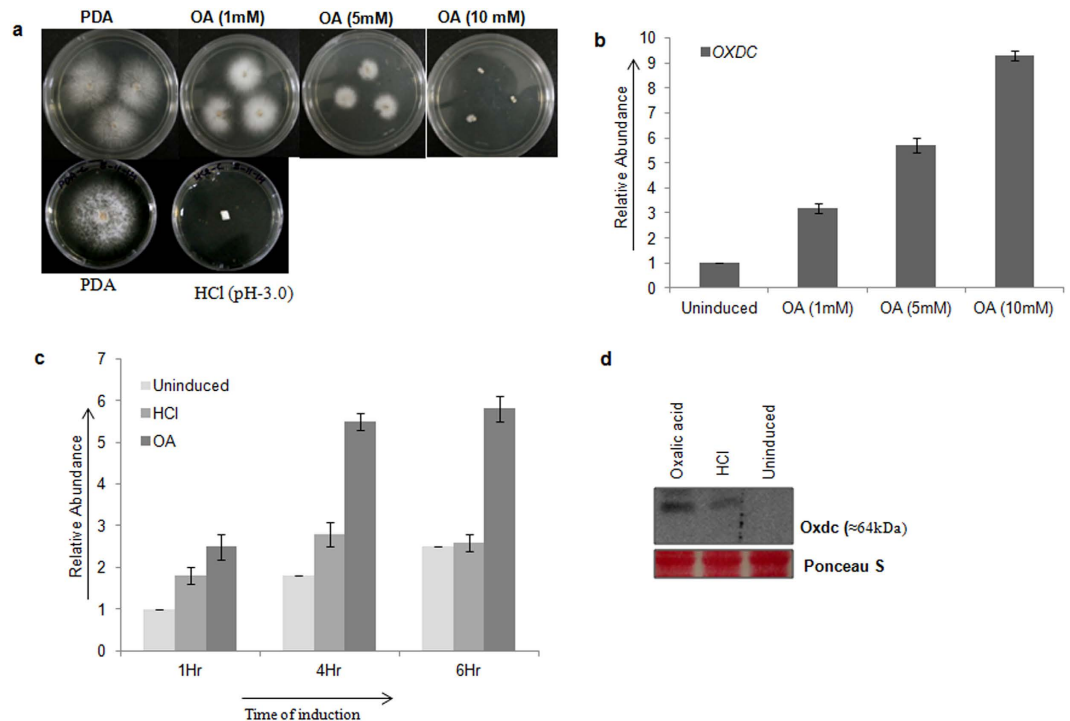 a
PDA
OA (1mM)
OA (5mM)
OA (10 mM)
PDA
HCl (pH-3.0)
b
OXDC
Relative Abundance
10
9
8
7
6
5
4
3
2
1
0
Uninduced
OA (1mM)
OA (5mM)
OA (10mM)
c
Uninduced
HCl
OA
Relative Abundance
7
6
5
4
3
2
1
0
1Hr
4Hr
6Hr
Time of induction
d
Oxalic acid
HCl
Uninduced
Oxdc (≈64kDa)
Ponceau S